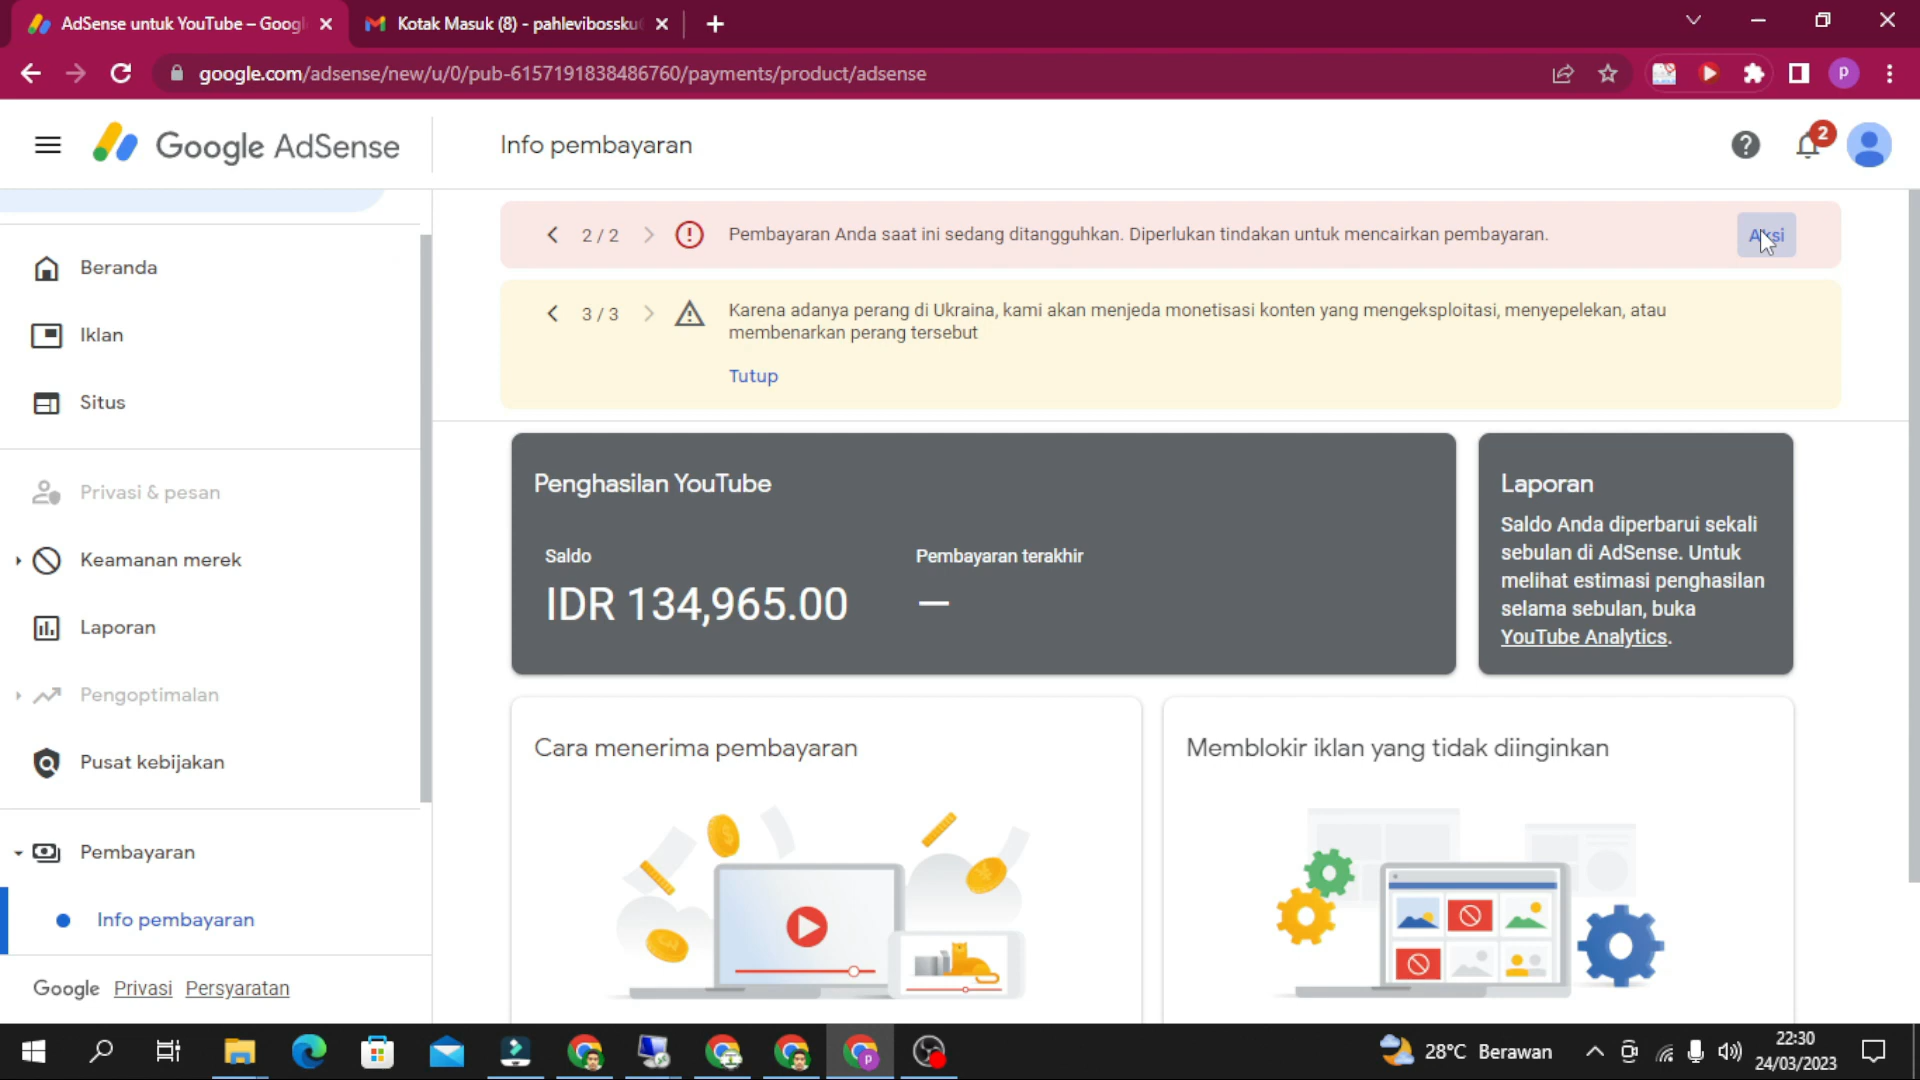 AdSense untuk YouTube – Googl
Kotak Masuk (8) - pahlevibossku
google.com/adsense/new/u/0/pub-6157191838486760/payments/product/adsense
P
Google AdSense
Info pembayaran
2
Beranda
Iklan
Situs
Privasi & pesan
Keamanan merek
Laporan
Pengoptimalan
Pusat kebijakan
Pembayaran
Info pembayaran
Google Privasi Persyaratan
2 / 2
Pembayaran Anda saat ini sedang ditangguhkan. Diperlukan tindakan untuk mencairkan pembayaran.
Aksi
3 / 3
Karena adanya perang di Ukraina, kami akan menjeda monetisasi konten yang mengeksploitasi, menyepelekan, atau
membenarkan perang tersebut
Tutup
Penghasilan YouTube
Saldo
IDR 134,965.00
Pembayaran terakhir
—
Laporan
Saldo Anda diperbarui sekali
sebulan di AdSense. Untuk
melihat estimasi penghasilan
selama sebulan, buka
YouTube Analytics.
Cara menerima pembayaran
Memblokir iklan yang tidak diinginkan
28°C Berawan
22:30
24/03/2023